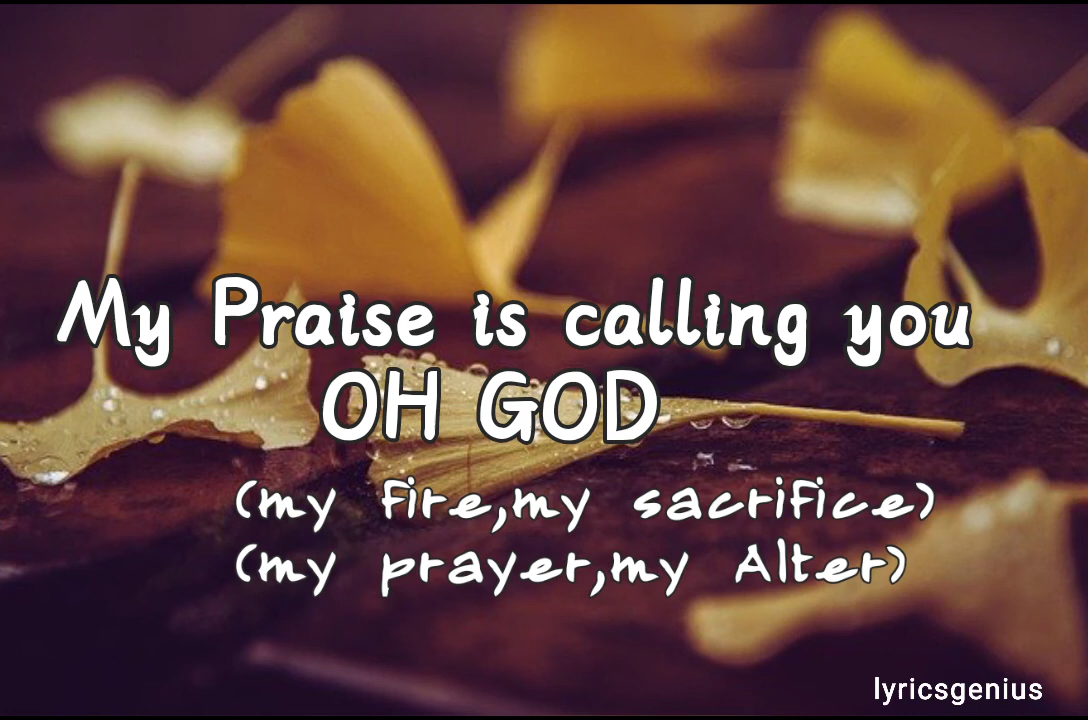 My Praise is calling you
OH GOD
(my fire,my sacrifice)
(my prayer,my Alter)
lyricsgenius